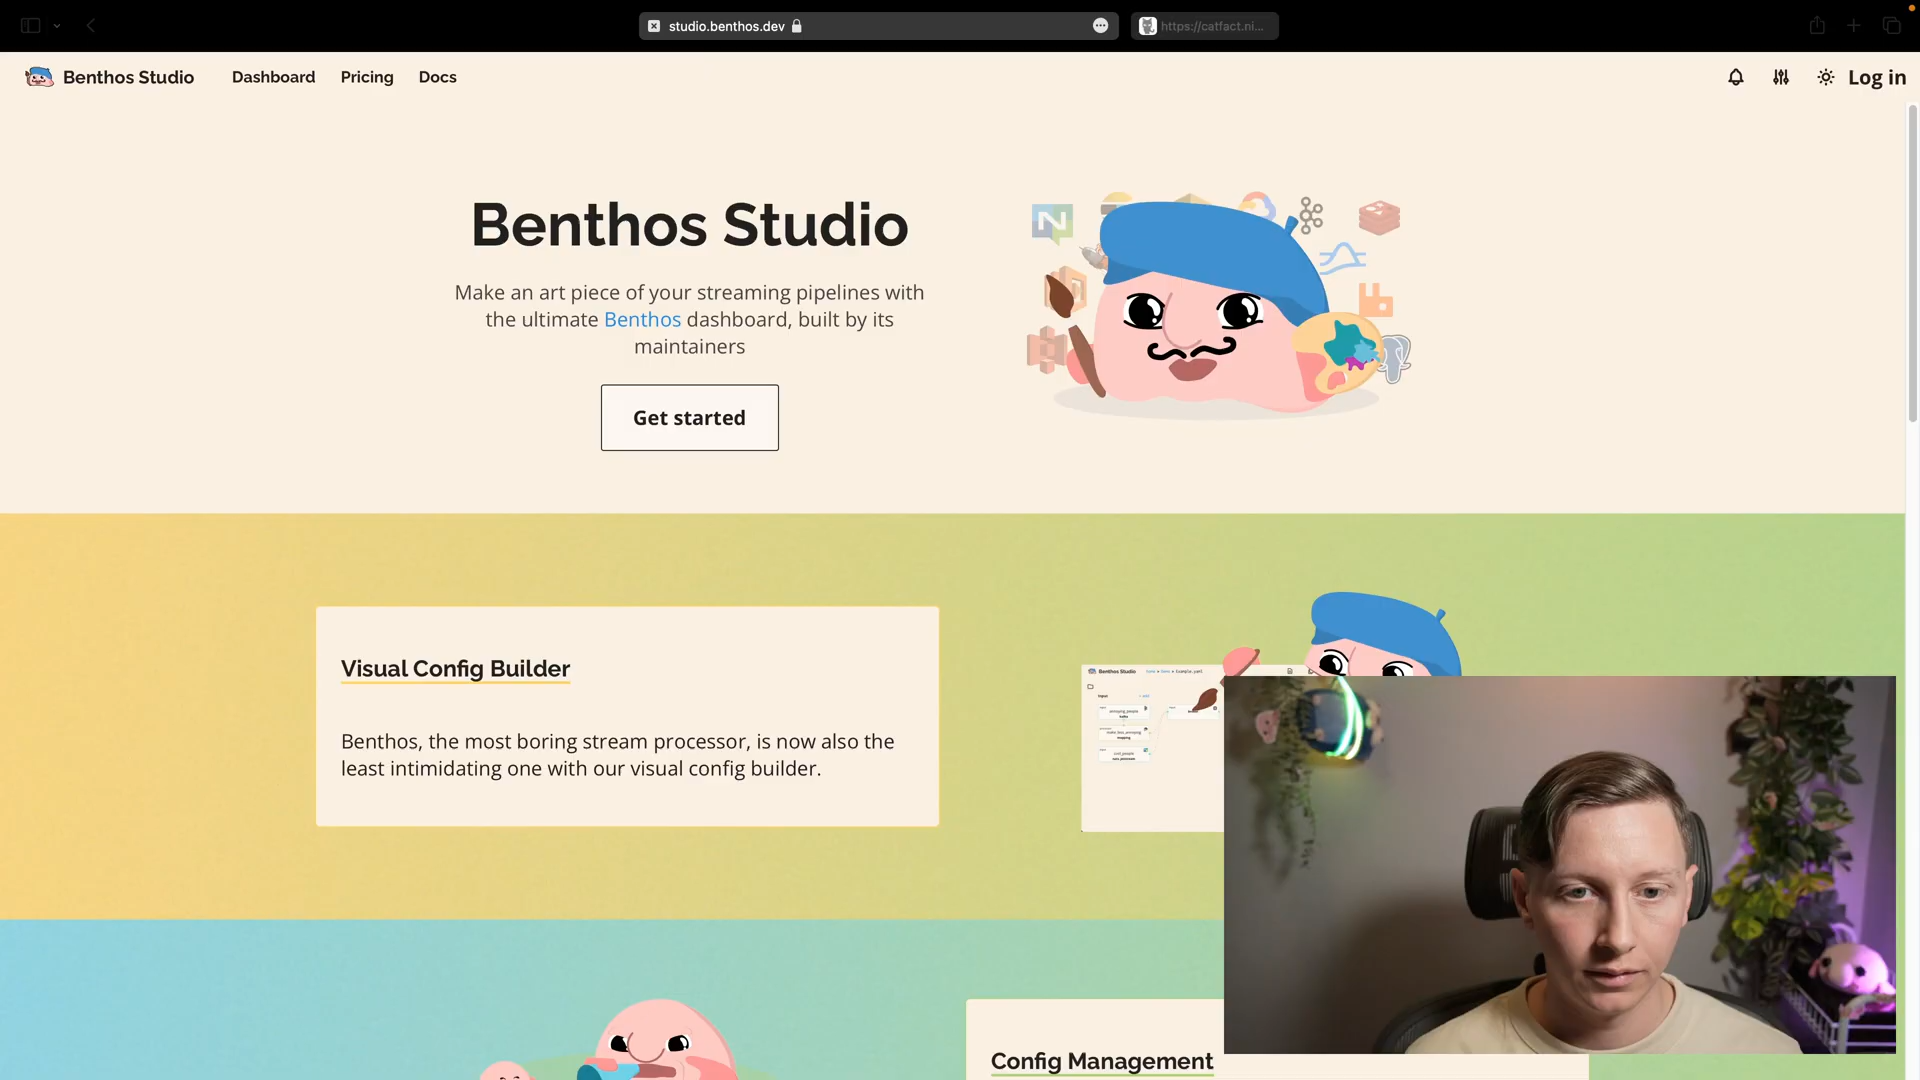 studio.benthos.dev
https://catfact.ni...
Benthos Studio
Dashboard
Pricing
Docs
Log in
Benthos Studio
Make an art piece of your streaming pipelines with
the ultimate Benthos dashboard, built by its
maintainers
Get started
Visual Config Builder
Benthos, the most boring stream processor, is now also the
least intimidating one with our visual config builder.
Benthos Studio
Input
Config Management